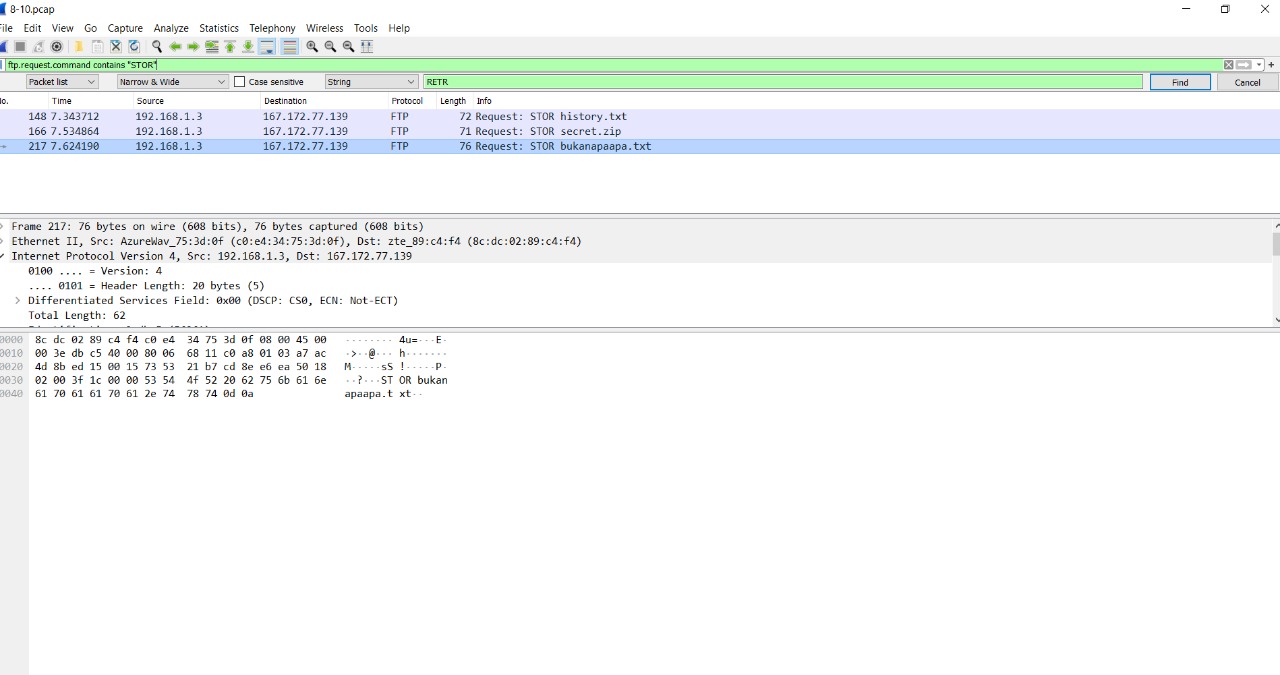 8-10.pcap
File Edit View Go Capture Analyze Statistics Telephony Wireless Tools Help
ftp.request.command contains "STOR"
Packet list Narrow & Wide Case sensitive String RETR Find Cancel
No. Time Source Destination Protocol Length Info
148 7.343712 192.168.1.3 167.172.77.139 FTP 72 Request: STOR history.txt
166 7.534864 192.168.1.3 167.172.77.139 FTP 71 Request: STOR secret.zip
217 7.624190 192.168.1.3 167.172.77.139 FTP 76 Request: STOR bukanapaapa.txt
Frame 217: 76 bytes on wire (608 bits), 76 bytes captured (608 bits)
Ethernet II, Src: AzureWav_75:3d:0f (c0:e4:34:75:3d:0f), Dst: zte_89:c4:f4 (8c:dc:02:89:c4:f4)
Internet Protocol Version 4, Src: 192.168.1.3, Dst: 167.172.77.139
0100 .... = Version: 4
.... 0101 = Header Length: 20 bytes (5)
Differentiated Services Field: 0x00 (DSCP: CS0, ECN: Not-ECT)
Total Length: 62
0000 8c dc 02 89 c4 f4 c0 e4 34 75 3d 0f 08 00 45 00 ········ 4u=···E·
0010 00 3e db c5 40 00 80 06 68 11 c0 a8 01 03 a7 ac ·>··@··· h·······
0020 4d 8b ed 15 00 15 73 53 21 b7 cd 8e e6 ea 50 18 M·····sS !·····P·
0030 02 00 3f 1c 00 00 53 54 4f 52 20 62 75 6b 61 6e ··?···ST OR bukan
0040 61 70 61 61 70 61 2e 74 78 74 0d 0a apaapa.t xt··